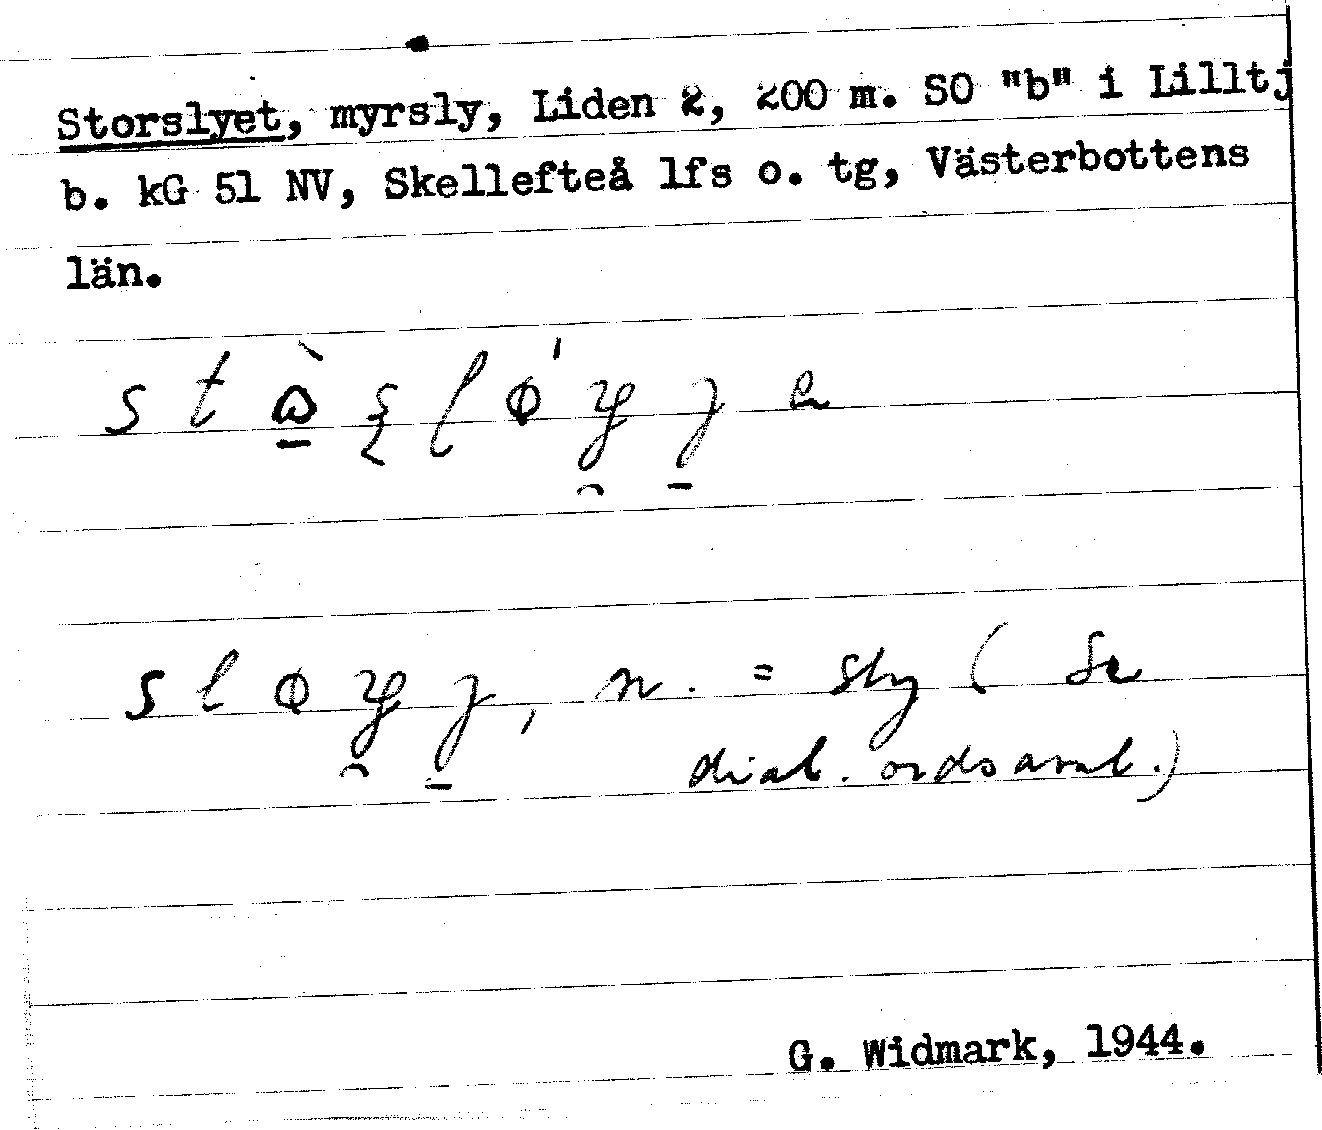 Storslyet, myrsly, Liden 2, 200 m. SO "b" i Lilltj
b. kG 51 NV, Skellefteå lfs o. tg, Västerbottens
län.
n. = sly (Se
dial. ordsaml.)
G. Widmark, 1944.